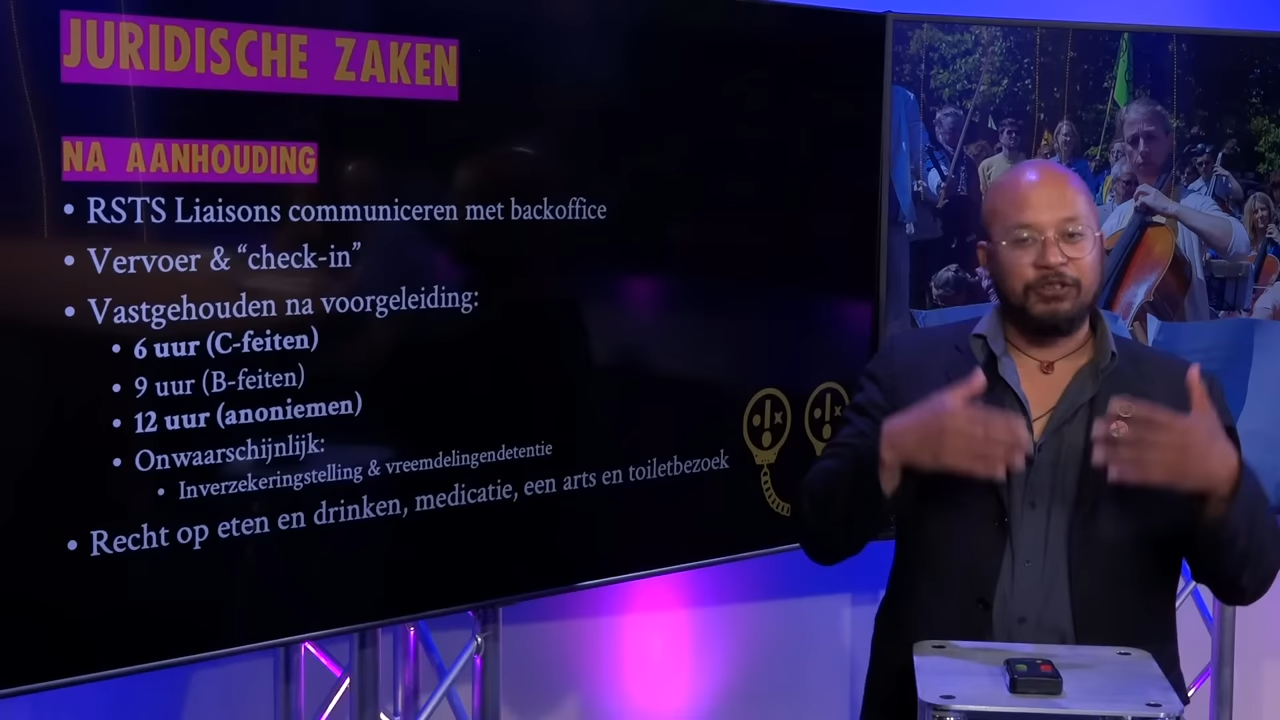 JURIDISCHE ZAKEN
NA AANHOUDING
• RSTS Liaisons communiceren met backoffice
• Vervoer & “check-in”
• Vastgehouden na voorgeleiding:
• 6 uur (C-feiten)
• 9 uur (B-feiten)
• 12 uur (anoniemen)
• Onwaarschijnlijk:
• Inverzekeringstelling & vreemdelingendetentie
• Recht op eten en drinken, medicatie, een arts en toiletbezoek